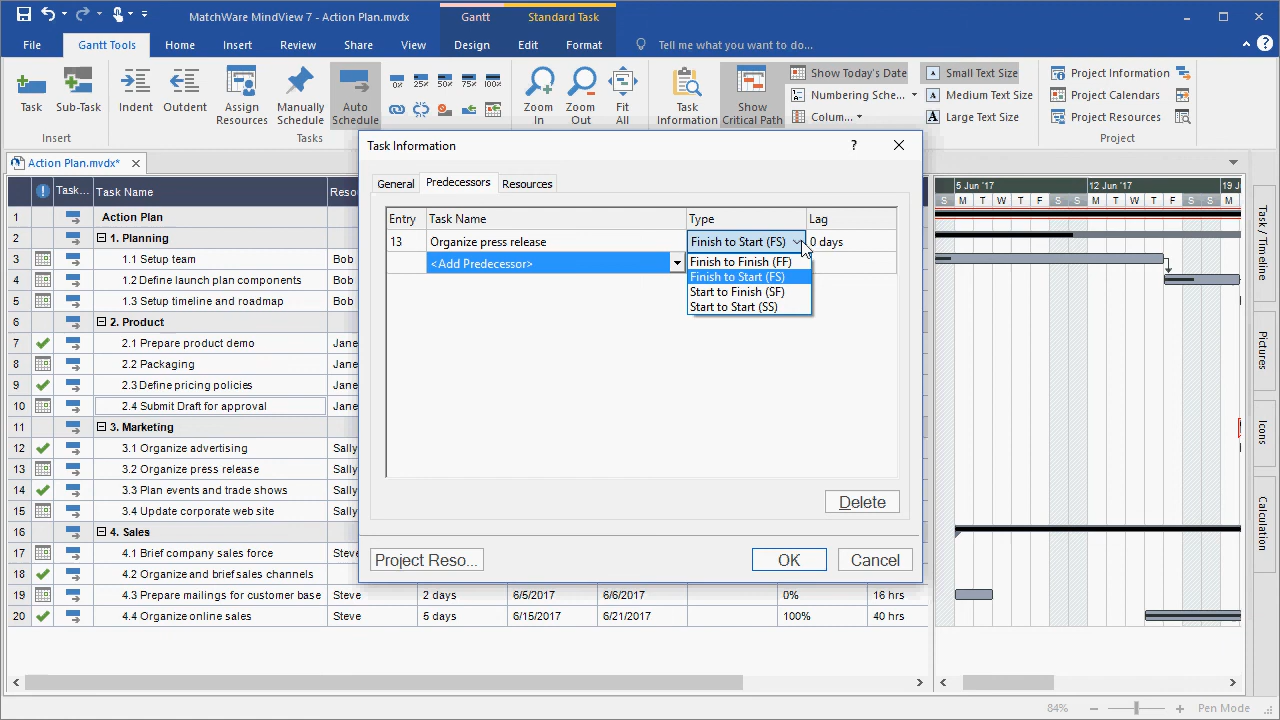 MatchWare MindView 7 - Action Plan.mvdx
Gantt
Standard Task
File
Gantt Tools
Home
Insert
Review
Share
View
Design
Edit
Format
Tell me what you want to do...
Task
Sub-Task
Indent
Outdent
Assign Resources
Manually Schedule
Auto Schedule
0% 25% 50% 75% 100%
Zoom In
Zoom Out
Fit All
Task Information
Show Critical Path
Show Today's Date
Numbering Sche...
Colum...
Small Text Size
Medium Text Size
Large Text Size
Project Information
Project Calendars
Project Resources
Insert
Tasks
Project
Action Plan.mvdx*
Task... Task Name
1 Action Plan
2 1. Planning
3 1.1 Setup team Bob
4 1.2 Define launch plan components Bob
5 1.3 Setup timeline and roadmap Bob
6 2. Product
7 2.1 Prepare product demo Jane
8 2.2 Packaging Jane
9 2.3 Define pricing policies Jane
10 2.4 Submit Draft for approval Jane
11 3. Marketing
12 3.1 Organize advertising Sally
13 3.2 Organize press release Sally
14 3.3 Plan events and trade shows Sally
15 3.4 Update corporate web site Sally
16 4. Sales
17 4.1 Brief company sales force Steve
18 4.2 Organize and brief sales channels Steve
19 4.3 Prepare mailings for customer base Steve 2 days 6/5/2017 6/6/2017 0% 16 hrs
20 4.4 Organize online sales Steve 5 days 6/15/2017 6/21/2017 100% 40 hrs
Task Information
?
General
Predecessors
Resources
Entry Task Name Type Lag
13 Organize press release Finish to Start (FS) 0 days
<Add Predecessor>
Finish to Finish (FF)
Finish to Start (FS)
Start to Finish (SF)
Start to Start (SS)
Delete
Project Reso...
OK
Cancel
5 Jun '17
12 Jun '17
S M T W T F S S M T W T F S S M
Task / Timeline
Pictures
Icons
Calculation
84%
Pen Mode